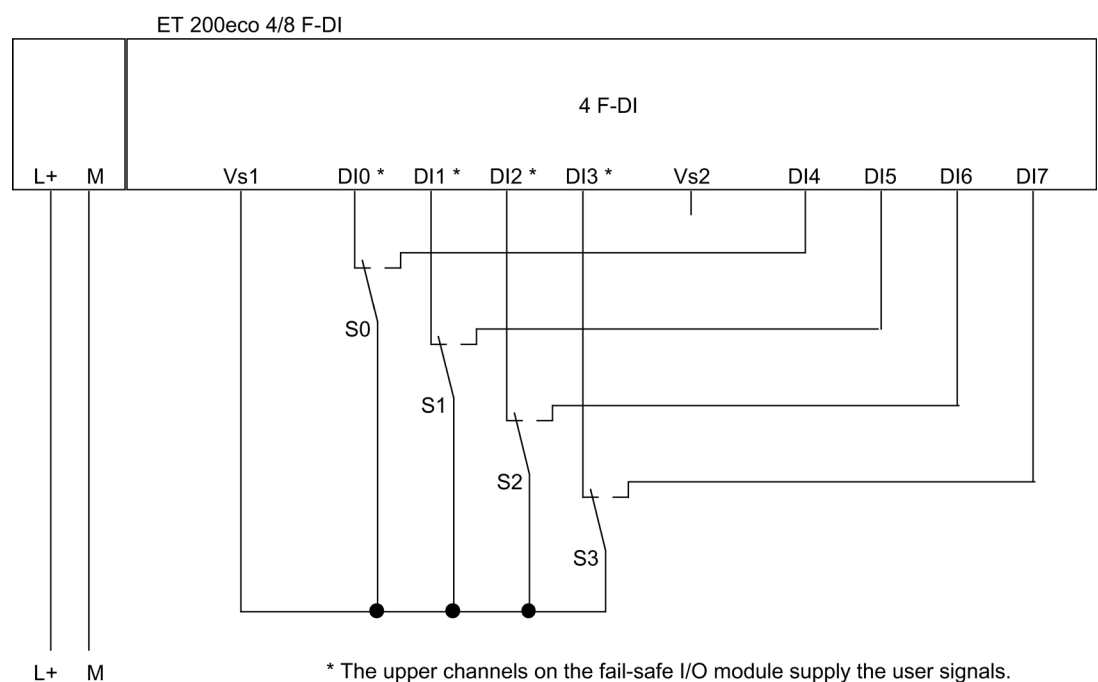 ET 200eco 4/8 F-DI
4 F-DI
L+ M Vs1 DI0 * DI1 * DI2 * DI3 * Vs2 DI4 DI5 DI6 DI7
S0
S1
S2
S3
L+ M * The upper channels on the fail-safe I/O module supply the user signals.